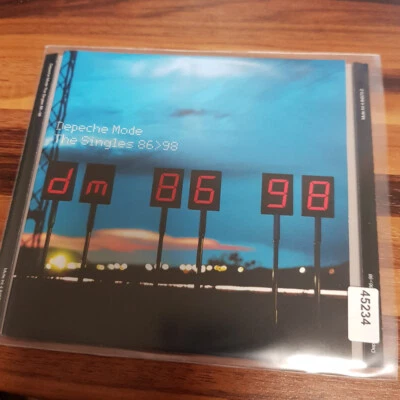 Depeche Mode
The Singles 86>98
dm 86 98
45234